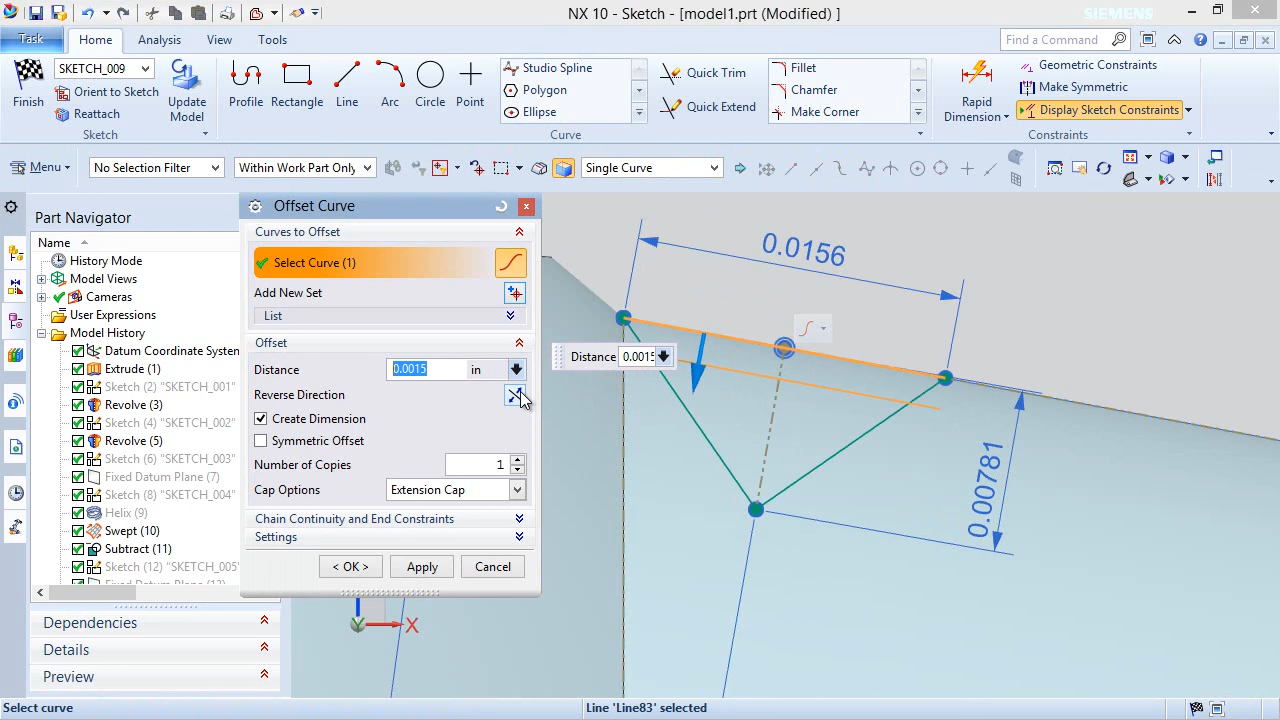 NX 10 - Sketch - [model1.prt (Modified) ]
SIEMENS
Task
Home
Analysis
View
Tools
Find a Command
Finish
SKETCH_009
Orient to Sketch
Reattach
Update
Model
Sketch
Profile
Rectangle
Line
Arc
Circle
Point
Studio Spline
Polygon
Ellipse
Quick Trim
Quick Extend
Fillet
Chamfer
Make Corner
Curve
Rapid
Dimension
Geometric Constraints
Make Symmetric
Display Sketch Constraints
Constraints
Menu
No Selection Filter
Within Work Part Only
Single Curve
Part Navigator
Name
History Mode
Model Views
Cameras
User Expressions
Model History
Datum Coordinate System
Extrude (1)
Sketch (2) "SKETCH_001"
Revolve (3)
Sketch (4) "SKETCH_002
Revolve (5)
Sketch (6) "SKETCH_003
Fixed Datum Plane (7)
Sketch (8) "SKETCH_004
Helix (9)
Swept (10)
Subtract (11)
Sketch (12) "SKETCH_005
Fixed Datum Plane (13)
Dependencies
Details
Preview
Offset Curve
Curves to Offset
Select Curve (1)
Add New Set
List
Offset
Distance
0.0015
in
Reverse Direction
Create Dimension
Symmetric Offset
Number of Copies
1
Cap Options
Extension Cap
Chain Continuity and End Constraints
Settings
< OK >
Apply
Cancel
Distance
0.0015
0.0156
0.00781
Y
X
Select curve
Line 'Line83' selected